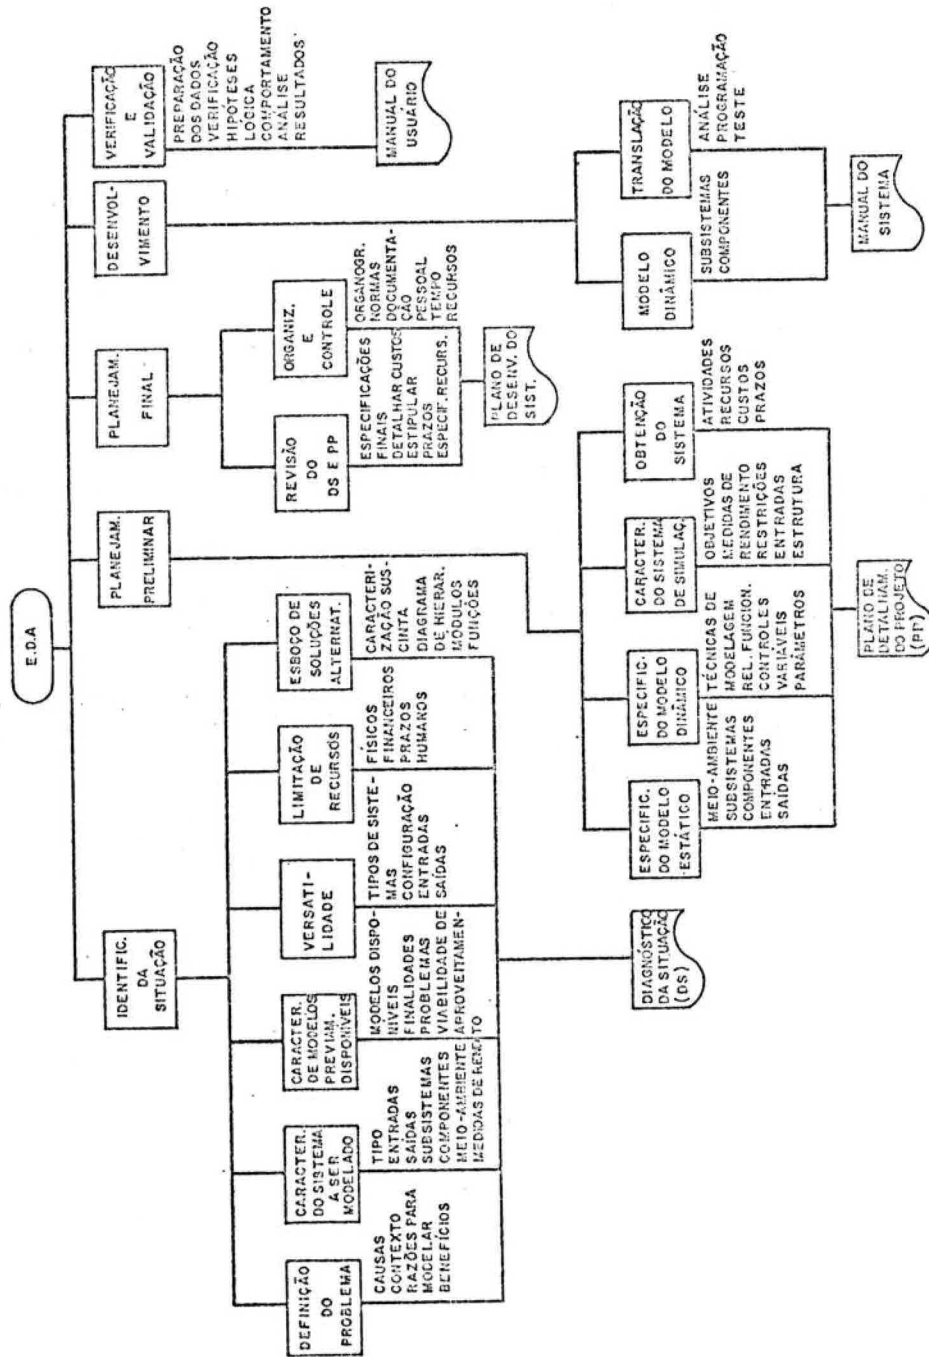 E.D.A
IDENTIFIC.
DA
SITUAÇÃO
PLANEJAM.
PRELIMINAR
PLANEJAM.
FINAL
DESENVOL-
VIMENTO
VERIFICAÇÃO
E
VALIDAÇÃO
PREPARAÇÃO
DOS DADOS
VERIFICAÇÃO
HIPÓTESES
LÓGICA
COMPORTAMENTO
ANÁLISE
RESULTADOS
MANUAL DO
USUÁRIO
DEFINIÇÃO
DO
PROBLEMA
CAUSAS
CONTEXTO
RAZÕES PARA
MODELAR
BENEFÍCIOS
CARACTER.
DO SISTEMA
A SER
MODELADO
TIPO
ENTRADAS
SAÍDAS
SUBSISTEMAS
COMPONENTES
MEIO-AMBIENTE
MEDIDAS DE RENDTO
CARACTER.
DE MODELOS
PREVIAM.
DISPONÍVEIS
MODELOS DISPO-
NÍVEIS
FINALIDADES
PROBLEMAS
VIABILIDADE DE
APROVEITAMEN-
VERSATI-
LIDADE
TIPOS DE SISTE-
MAS
CONFIGURAÇÃO
ENTRADAS
SAÍDAS
LIMITAÇÃO
DE
RECURSOS
FÍSICOS
FINANCEIROS
PRAZOS
HUMANOS
ESBOÇO DE
SOLUÇÕES
ALTERNAT.
CARACTERI-
ZAÇÃO SUS-
CINTA
DIAGRAMA
DE HIERAR.
MÓDULOS
FUNÇÕES
DIAGNÓSTICO
DA SITUAÇÃO
(DS)
REVISÃO
DO
DS E PP
ESPECIFICAÇÕES
FINAIS
DETALHAR CUSTOS
ESTIPULAR
PRAZOS
ESPECIF. RECURS.
ORGANIZ.
E
CONTROLE
ORGANOGR.
NORMAS
DOCUMENTA-
ÇÃO
PESSOAL
TEMPO
RECURSOS
PLANO DE
DESENV. DO
SIST.
ESPECIFIC.
DO MODELO
ESTÁTICO
MEIO-AMBIENTE
SUBSISTEMAS
COMPONENTES
ENTRADAS
SAÍDAS
ESPECIFIC.
DO MODELO
DINÂMICO
TÉCNICAS DE
MODELAGEM
REL. FUNCION.
CONTROLES
VARIÁVEIS
PARÂMETROS
CARACTER.
DO SISTEMA
DE SIMULAÇ.
OBJETIVOS
MEDIDAS DE
RENDIMENTO
RESTRIÇÕES
ENTRADAS
ESTRUTURA
OBTENÇÃO
DO
SISTEMA
ATIVIDADES
RECURSOS
CUSTOS
PRAZOS
PLANO DE
DETALHAM.
DO PROJETO
(PP)
MODELO
DINÂMICO
SUBSISTEMAS
COMPONENTES
TRANSLAÇÃO
DO MODELO
ANÁLISE
PROGRAMAÇÃO
TESTE
MANUAL DO
SISTEMA